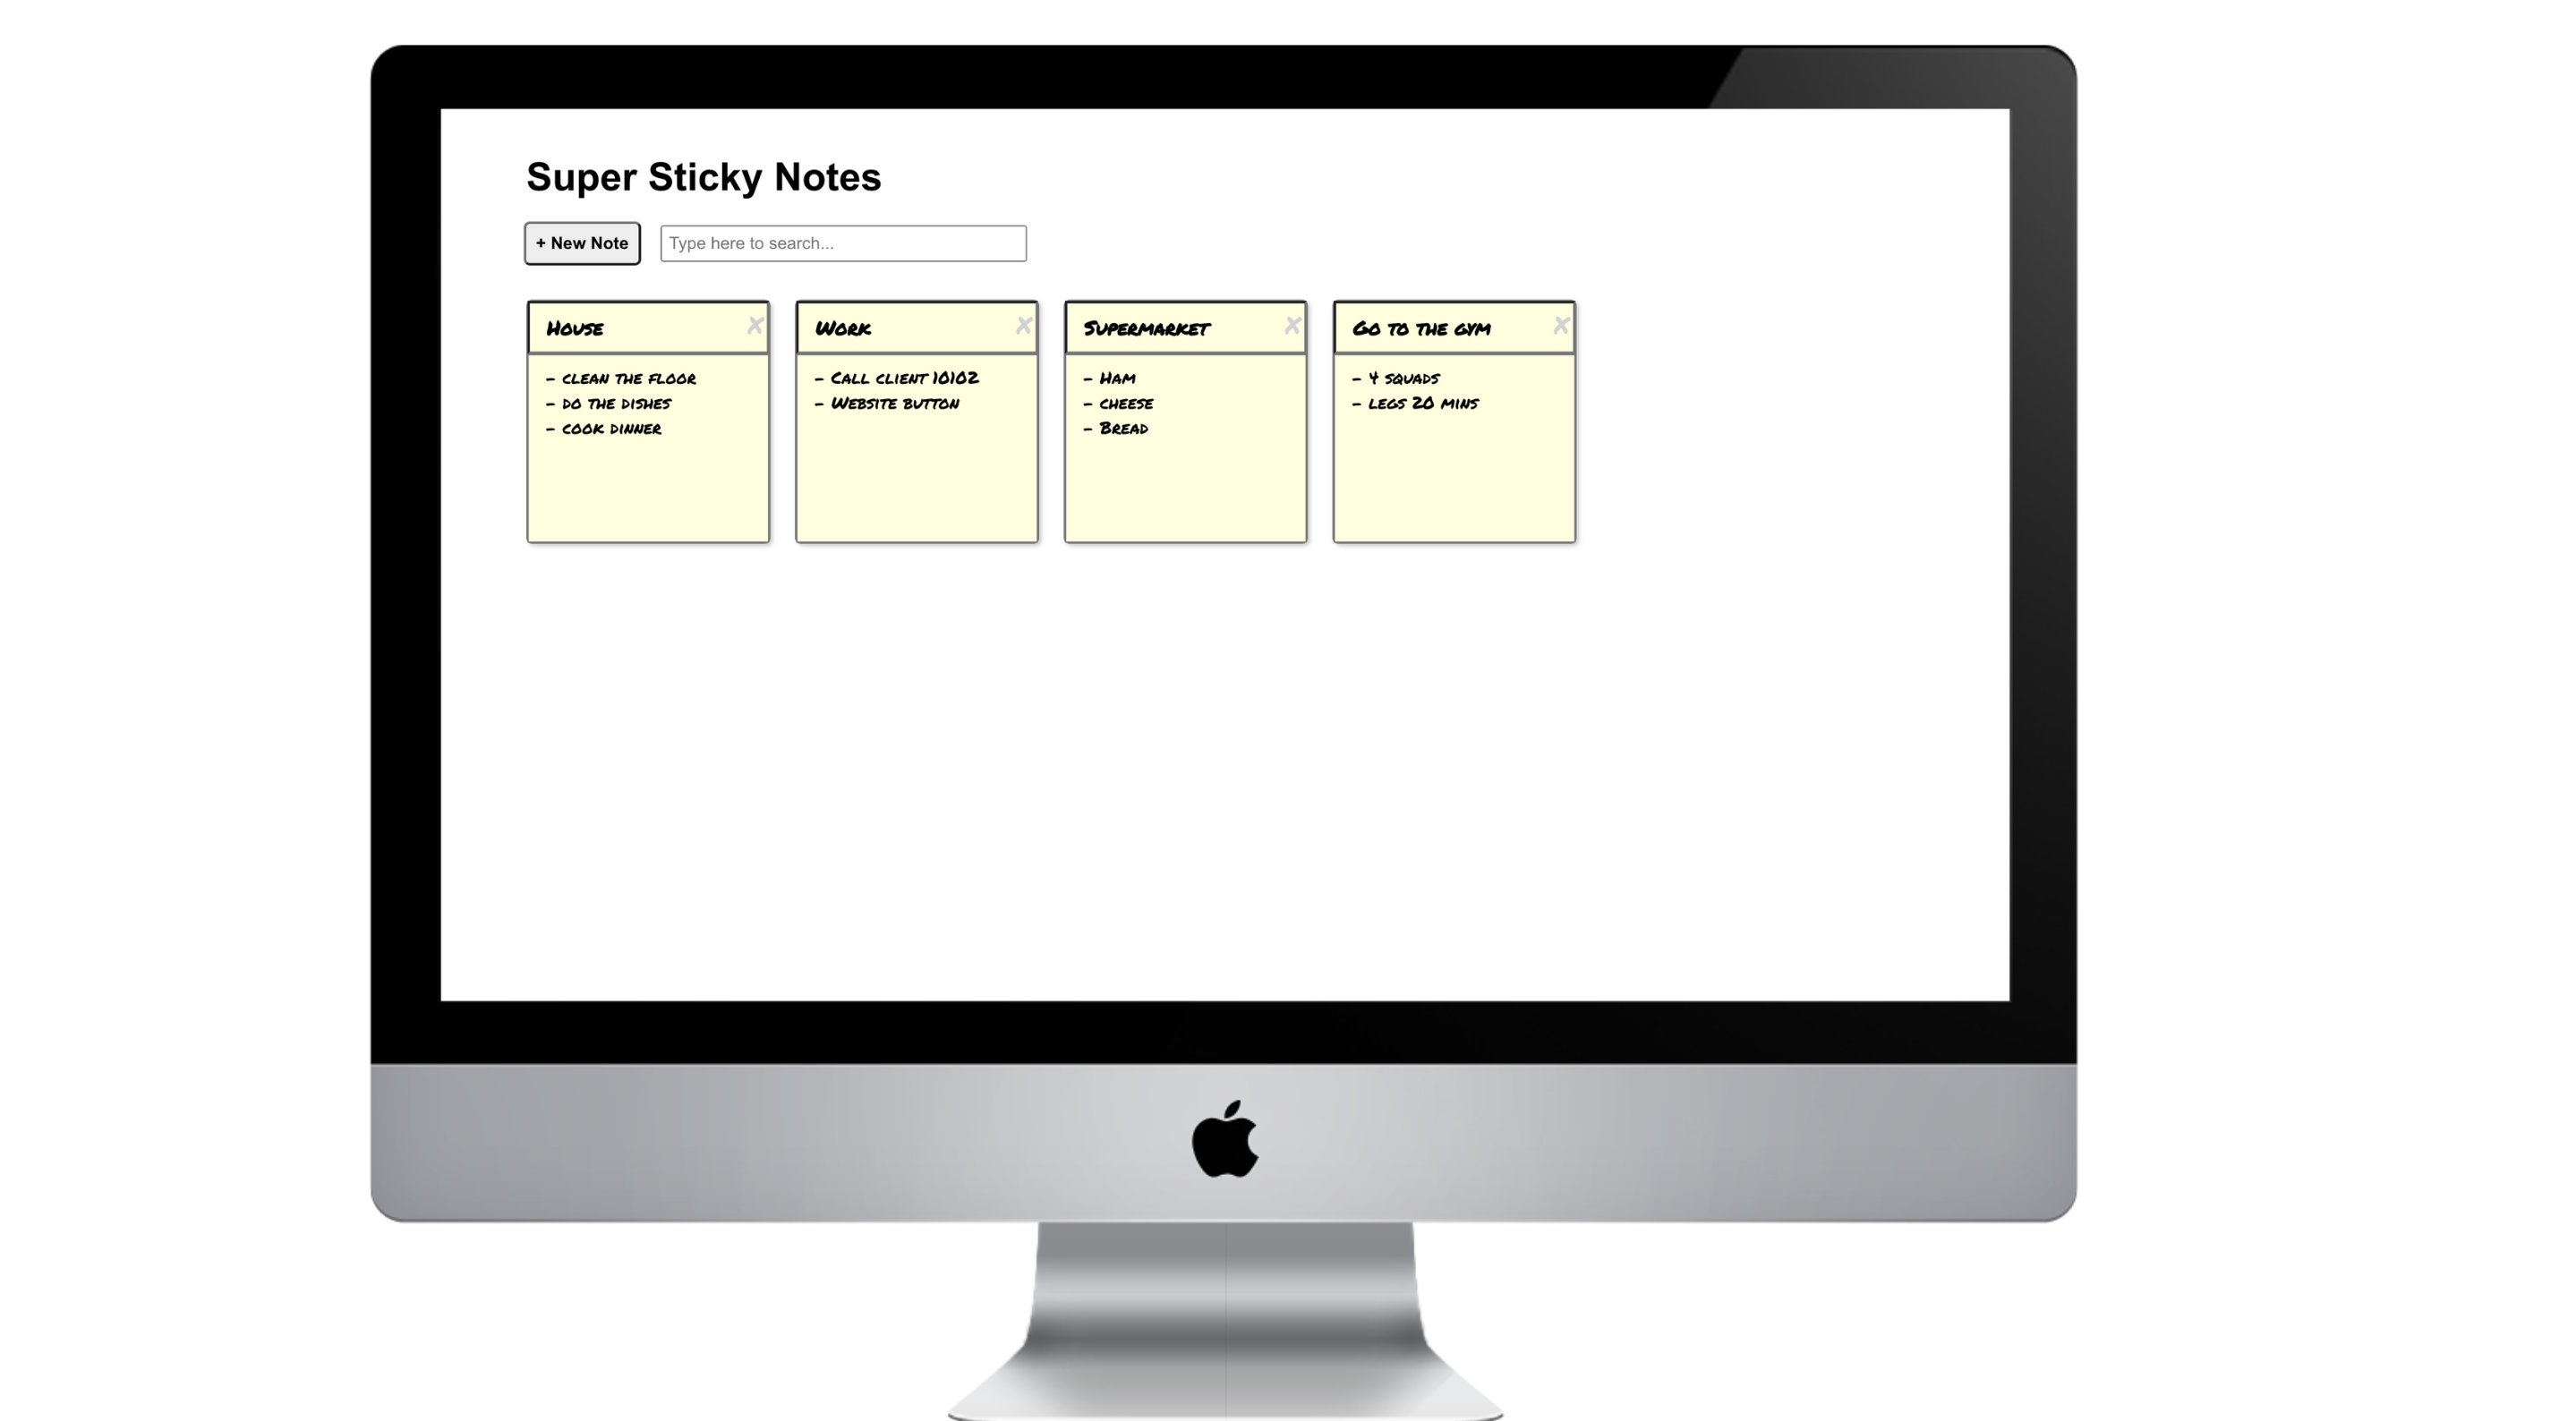 Super Sticky Notes
+ New Note
Type here to search...
House
- clean the floor
- do the dishes
- cook dinner
Work
- Call client 10102
- Website button
Supermarket
- Ham
- cheese
- Bread
Go to the gym
- 4 squads
- legs 20 mins